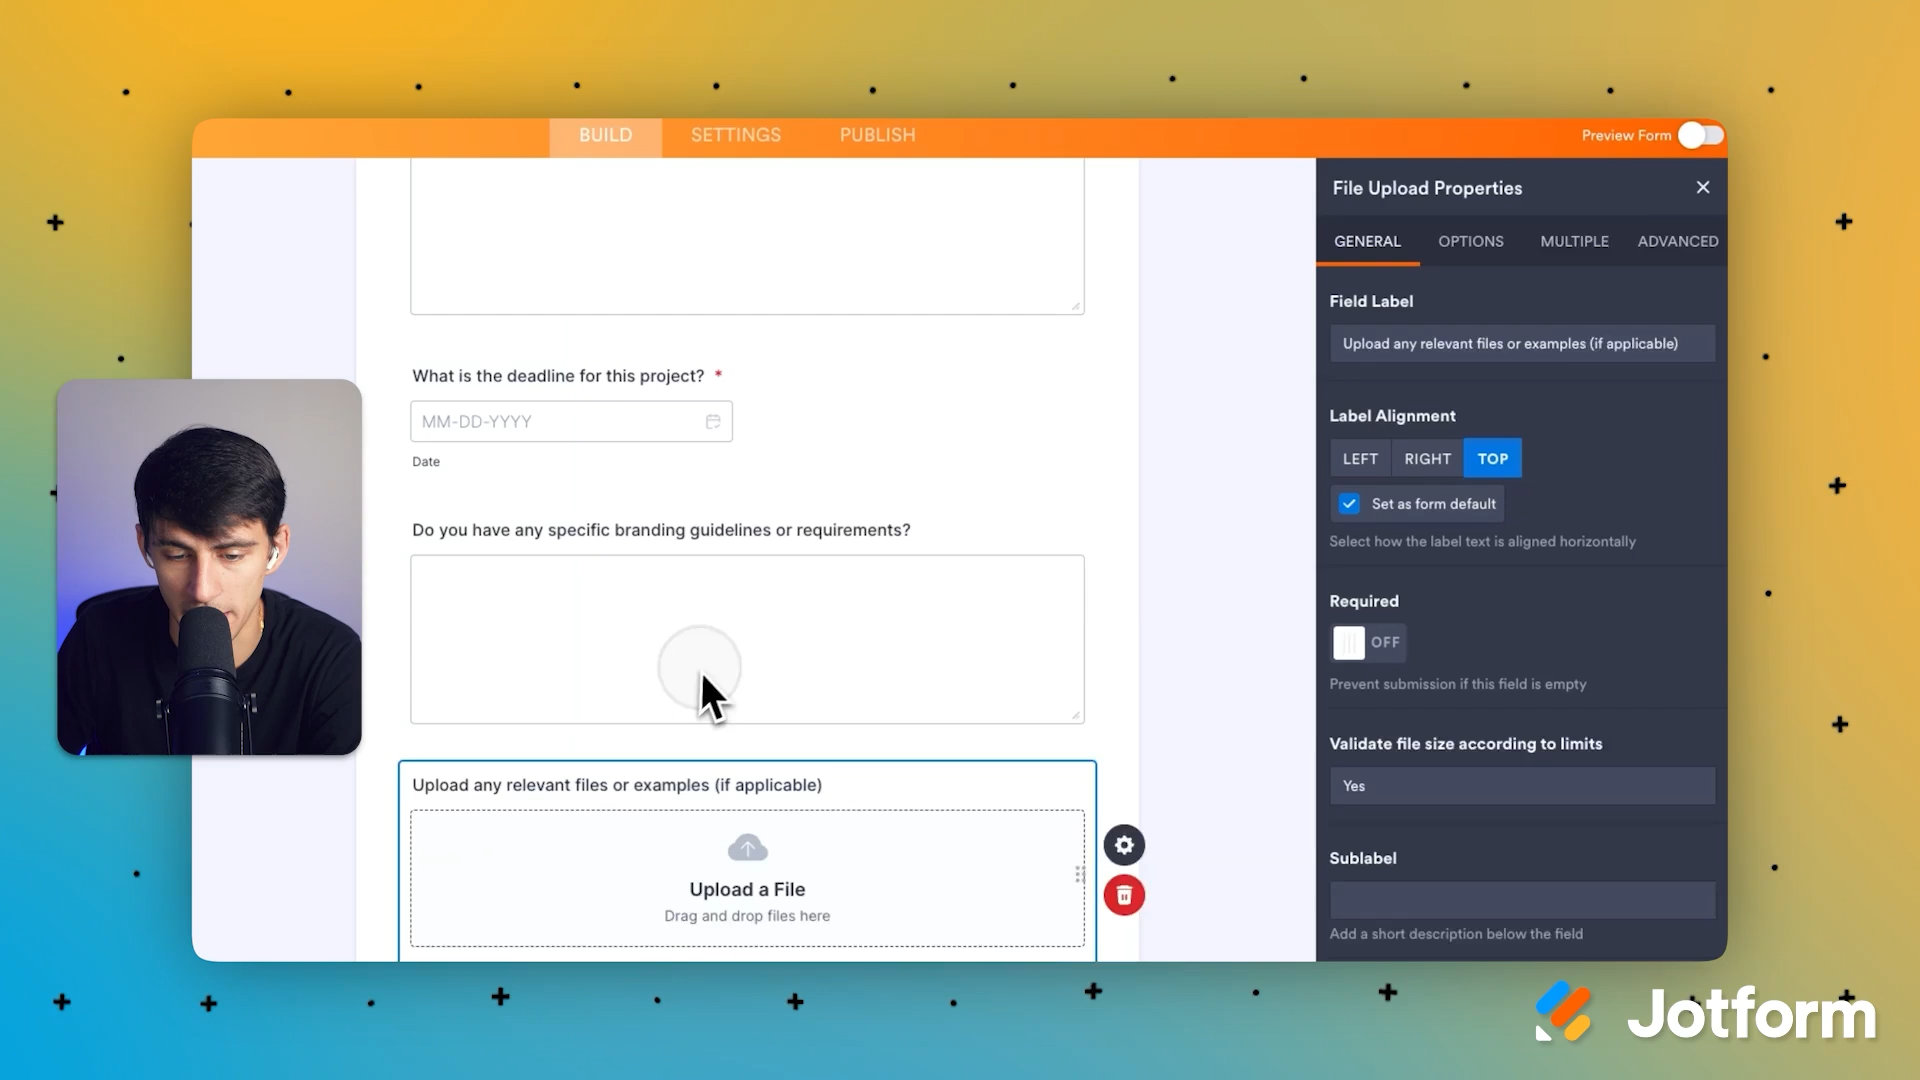 BUILD
SETTINGS
PUBLISH
Preview Form
What is the deadline for this project? *
MM-DD-YYYY
Date
Do you have any specific branding guidelines or requirements?
Upload any relevant files or examples (if applicable)
Upload a File
Drag and drop files here
File Upload Properties
GENERAL
OPTIONS
MULTIPLE
ADVANCED
Field Label
Upload any relevant files or examples (if applicable)
Label Alignment
LEFT
RIGHT
TOP
Set as form default
Select how the label text is aligned horizontally
Required
OFF
Prevent submission if this field is empty
Validate file size according to limits
Yes
Sublabel
Add a short description below the field
Jotform